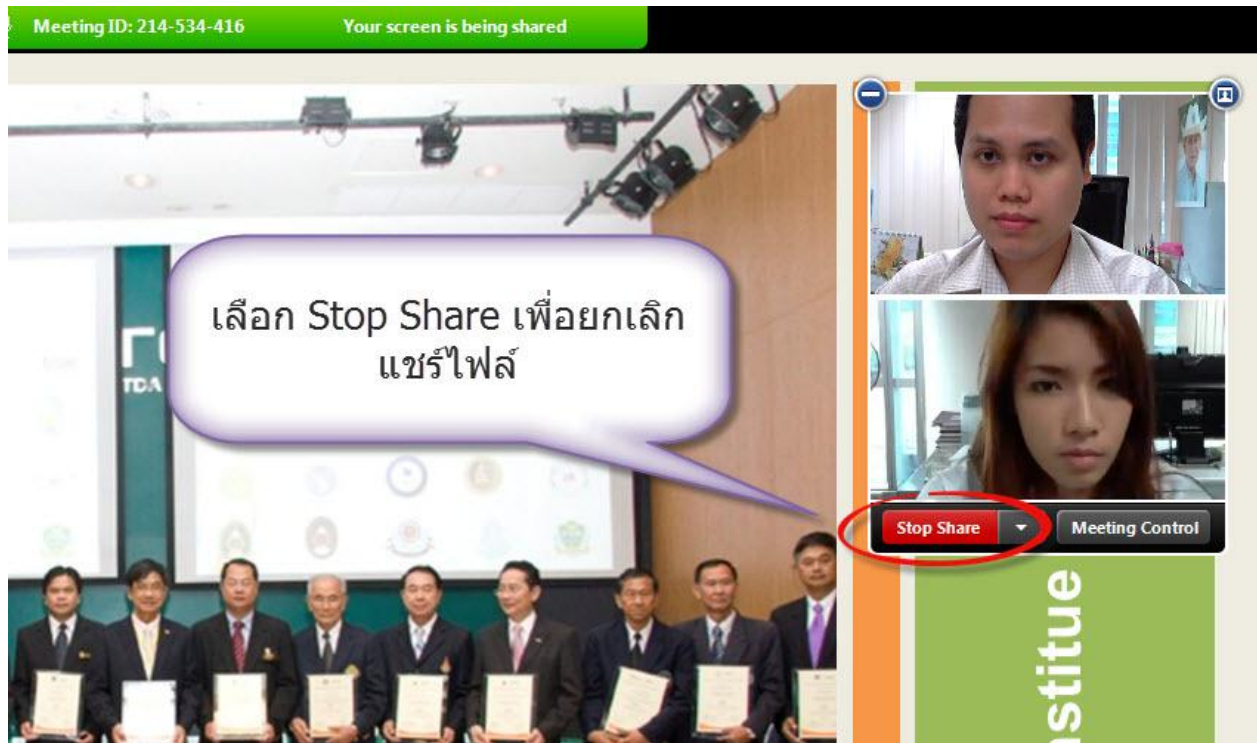 Meeting ID: 214-534-416
Your screen is being shared
เลือก Stop Share เพื่อยกเลิก
แชร์ไฟล์
TDA
Stop Share
Meeting Control
stitue